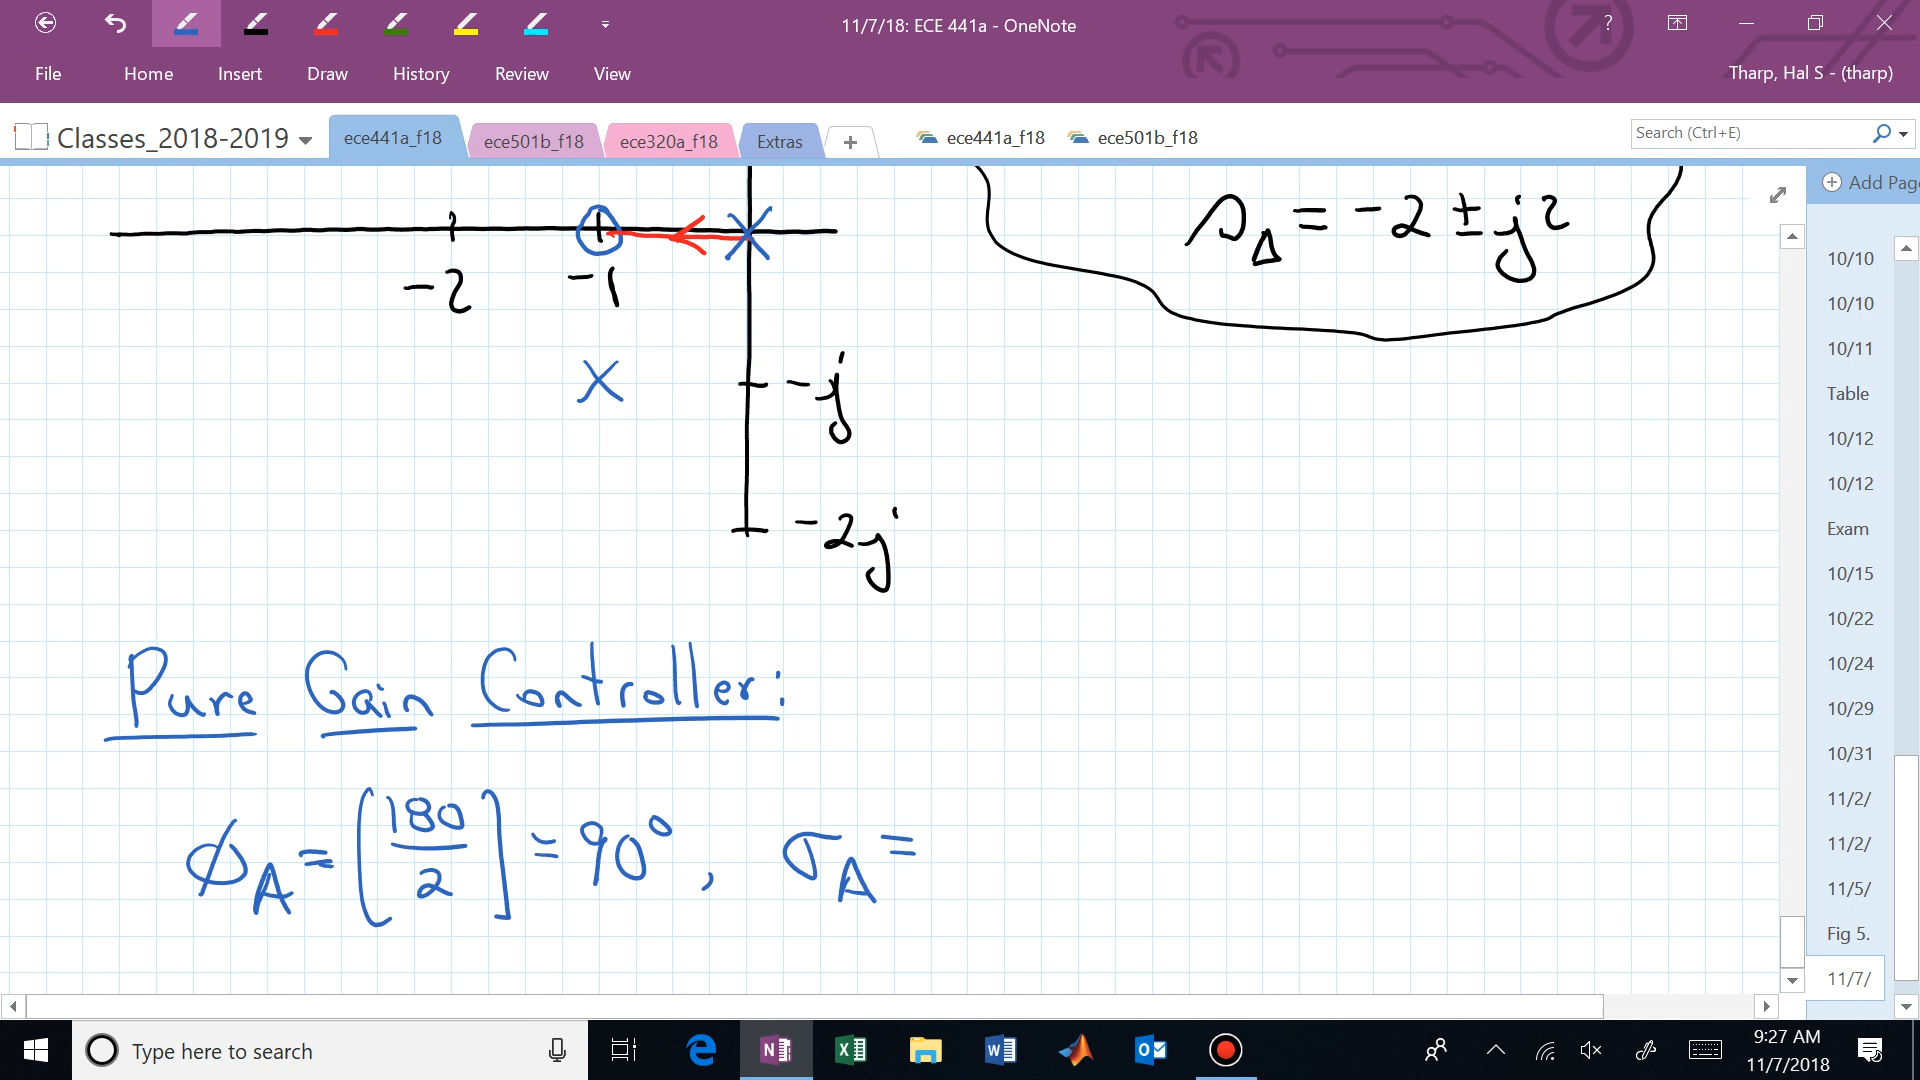 11/7/18: ECE 441a - OneNote
?
File Home Insert Draw History Review View
Tharp, Hal S - (tharp)
Classes_2018-2019 ece441a_f18 ece501b_f18 ece320a_f18 Extras + ece441a_f18 ece501b_f18
Search (Ctrl+E)
Add Page
-2 -1
-j
-2j
s_Δ = -2 ± j2
Pure Gain Controller:
ϕ_A = [180/2] = 90°, σ_A =
10/10
10/10
10/11
Table
10/12
10/12
Exam
10/15
10/22
10/24
10/29
10/31
11/2/
11/2/
11/5/
Fig 5.
11/7/
Type here to search
9:27 AM
11/7/2018